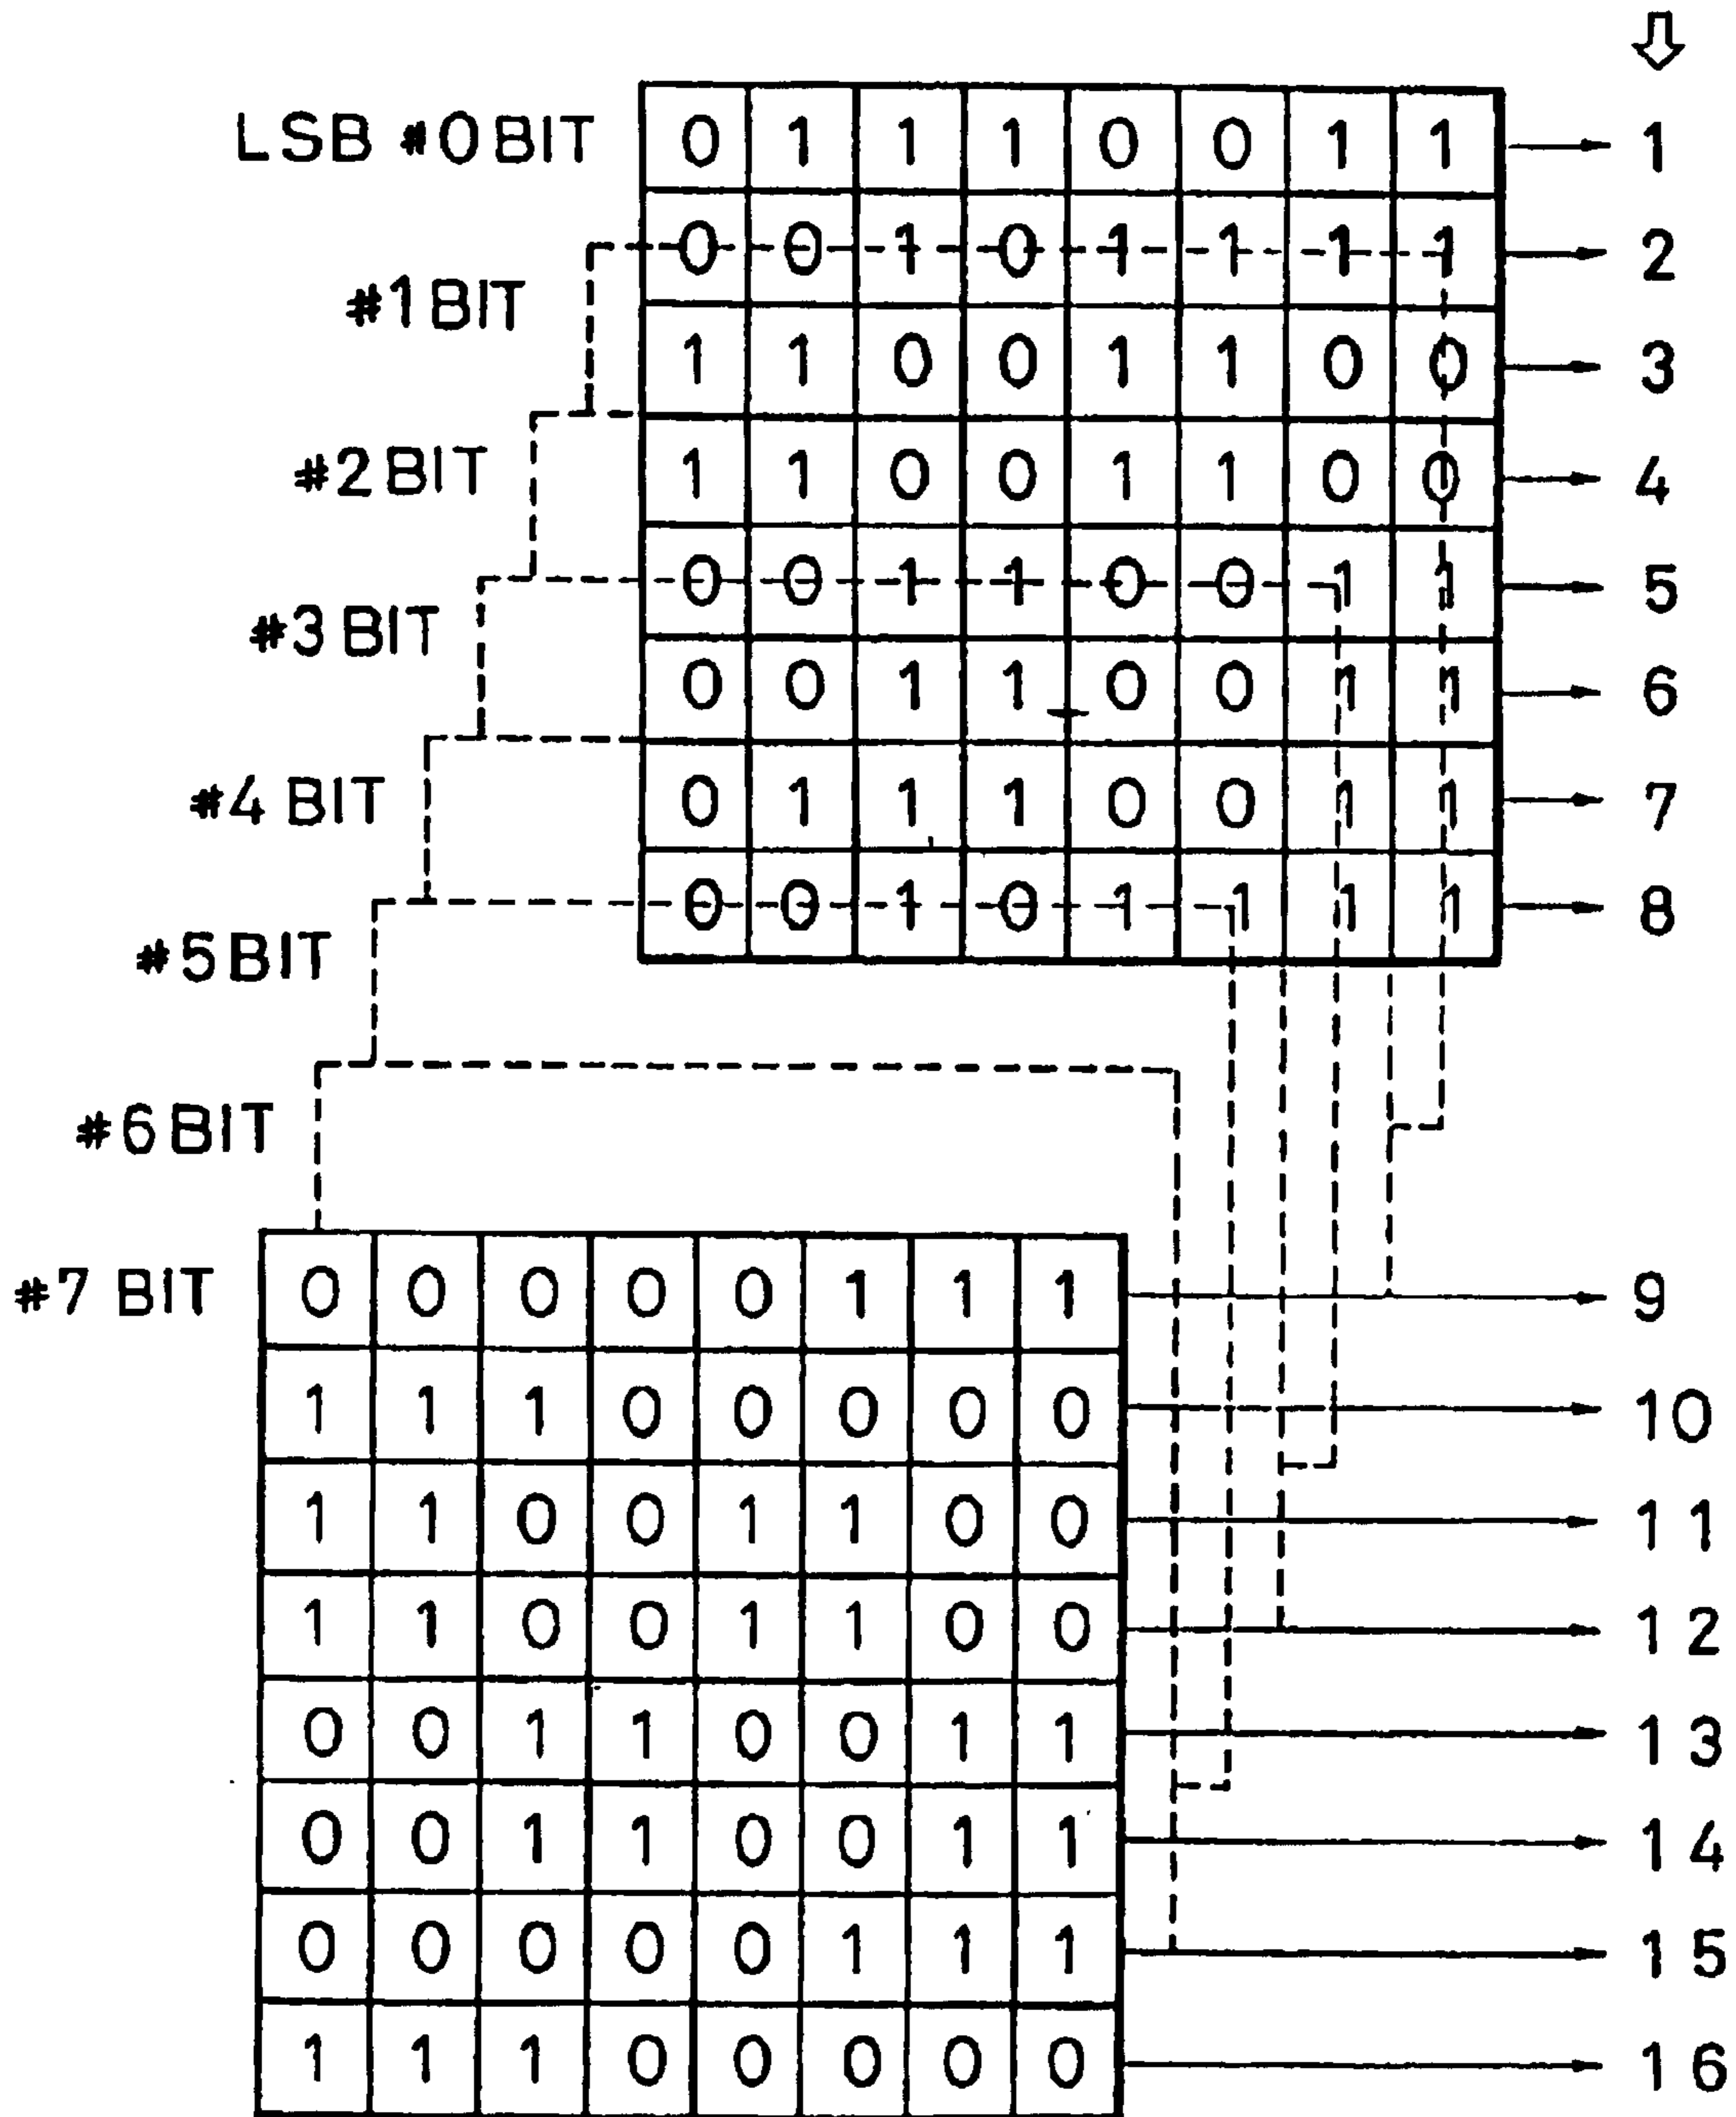 LSB #0 BIT 0 1 1 1 0 0 1 1 1
0 0 1 0 1 1 1 1 2
#1 BIT
1 1 0 0 1 1 0 0 3
#2 BIT 1 1 0 0 1 1 0 0 4
0 0 1 1 0 0 1 1 5
#3 BIT
0 0 1 1 0 0 1 1 6
#4 BIT 0 1 1 1 0 0 1 1 7
0 0 1 0 1 1 1 1 8
#5 BIT
#6 BIT
#7 BIT 0 0 0 0 0 1 1 1 9
1 1 1 0 0 0 0 0 10
1 1 0 0 1 1 0 0 11
1 1 0 0 1 1 0 0 12
0 0 1 1 0 0 1 1 13
0 0 1 1 0 0 1 1 14
0 0 0 0 0 1 1 1 15
1 1 1 0 0 0 0 0 16